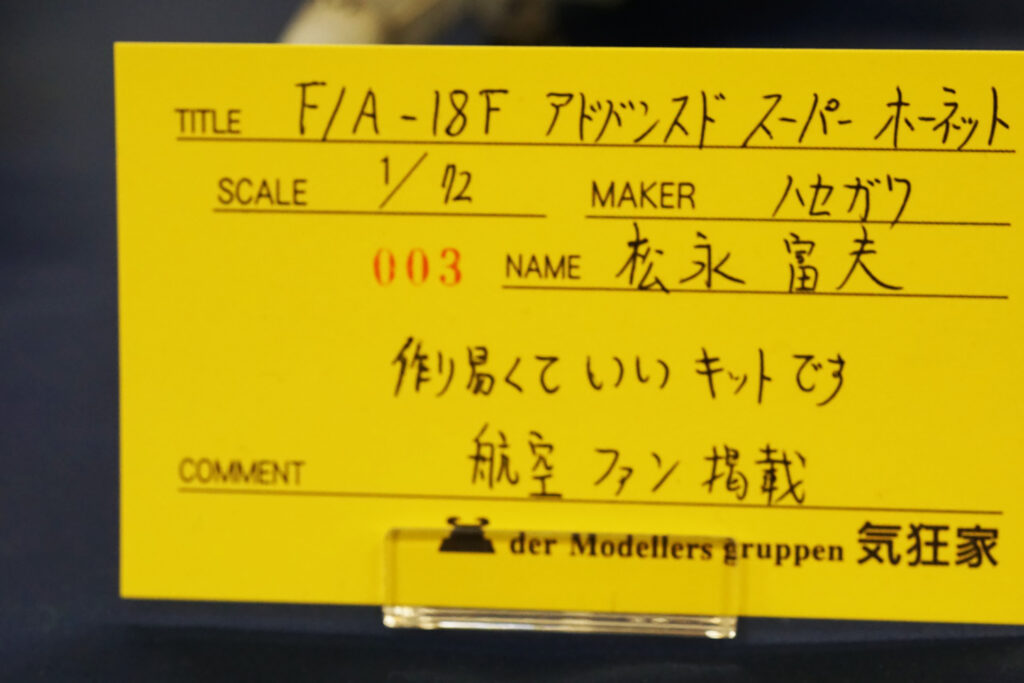 TITLE F/A-18F アドバンスド スーパー ホーネット
SCALE 1/72 MAKER ハセガワ
003 NAME 松永 富夫
作り易くて いい キットです
COMMENT 航空 ファン 掲載
der Modellers gruppen 気狂家